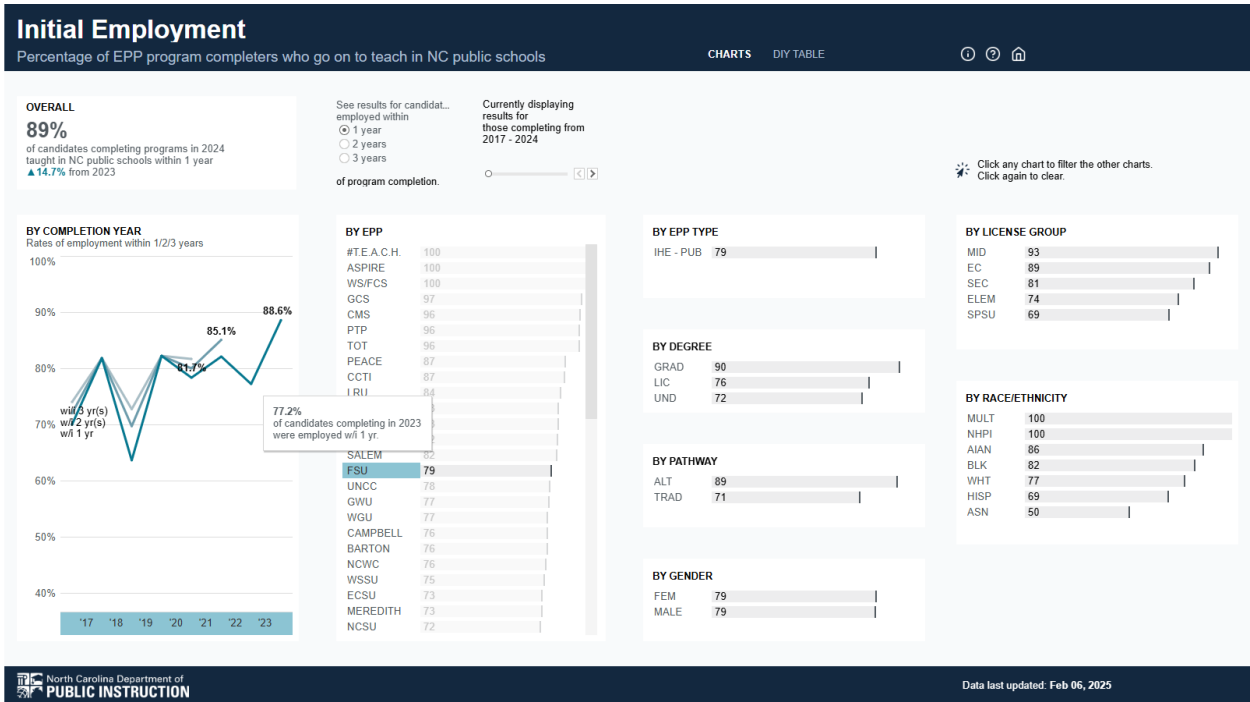 Initial Employment
Percentage of EPP program completers who go on to teach in NC public schools
CHARTS
DIY TABLE
OVERALL
89%
of candidates completing programs in 2024
taught in NC public schools within 1 year
▲14.7% from 2023
See results for candidat...
employed within
1 year
2 years
3 years
of program completion.
Currently displaying
results for
those completing from
2017 - 2024
Click any chart to filter the other charts.
Click again to clear.
BY COMPLETION YEAR
Rates of employment within 1/2/3 years
100%
90%
80%
70%
60%
50%
40%
88.6%
85.1%
81.7%
w/i 3 yr(s)
w/i 2 yr(s)
w/i 1 yr
'17 '18 '19 '20 '21 '22 '23
77.2%
of candidates completing in 2023
were employed w/i 1 yr.
BY EPP
#T.E.A.C.H. 100
ASPIRE 100
WS/FCS 100
GCS 97
CMS 96
PTP 96
TOT 96
PEACE 87
CCTI 87
LRU 84
SALEM 82
FSU 79
UNCC 78
GWU 77
WGU 77
CAMPBELL 76
BARTON 76
NCWC 76
WSSU 75
ECSU 73
MEREDITH 73
NCSU 72
BY EPP TYPE
IHE - PUB 79
BY DEGREE
GRAD 90
LIC 76
UND 72
BY PATHWAY
ALT 89
TRAD 71
BY GENDER
FEM 79
MALE 79
BY LICENSE GROUP
MID 93
EC 89
SEC 81
ELEM 74
SPSU 69
BY RACE/ETHNICITY
MULT 100
NHPI 100
AIAN 86
BLK 82
WHT 77
HISP 69
ASN 50
North Carolina Department of
PUBLIC INSTRUCTION
Data last updated: Feb 06, 2025